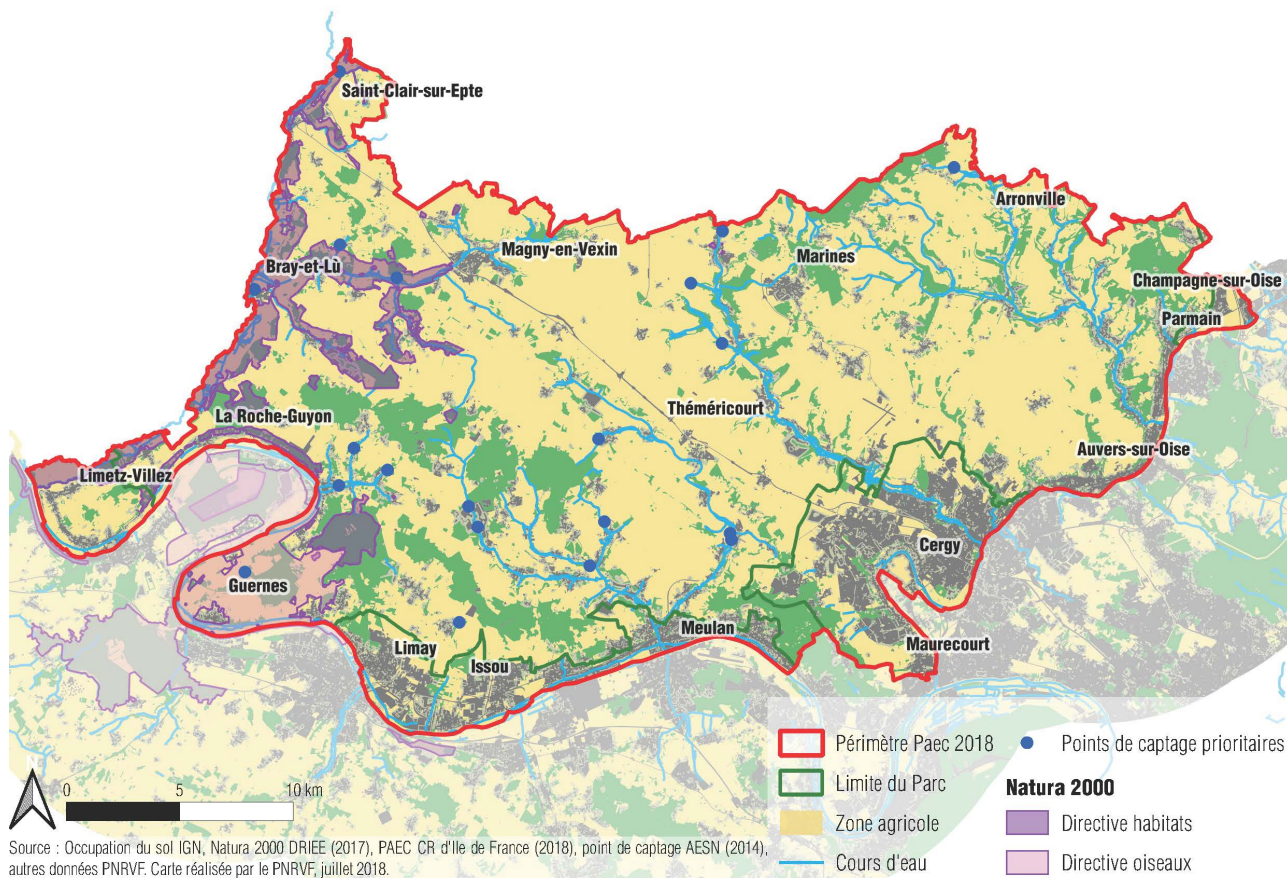 Saint-Clair-sur-Epte
Arronville
Magny-en-Vexin
Marines
Bray-et-Lù
Champagne-sur-Oise
Parmain
Théméricourt
La Roche-Guyon
Auvers-sur-Oise
Limetz-Villez
Cergy
Guernes
Meulan
Maurecourt
Limay
Issou
N
0 5 10 km
Périmètre Paec 2018
Limite du Parc
Zone agricole
Cours d'eau
Points de captage prioritaires
Natura 2000
Directive habitats
Directive oiseaux
Source : Occupation du sol IGN, Natura 2000 DRIEE (2017), PAEC CR d'Ile de France (2018), point de captage AESN (2014),
autres données PNRVF. Carte réalisée par le PNRVF, juillet 2018.